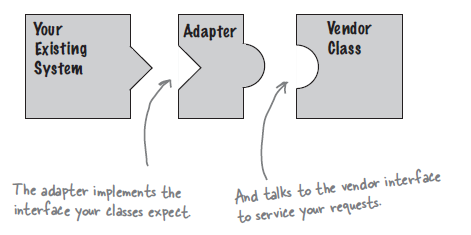 Your
Existing
System
Adapter
Vendor
Class
The adapter implements the
interface your classes expect.
And talks to the vendor interface
to service your requests.